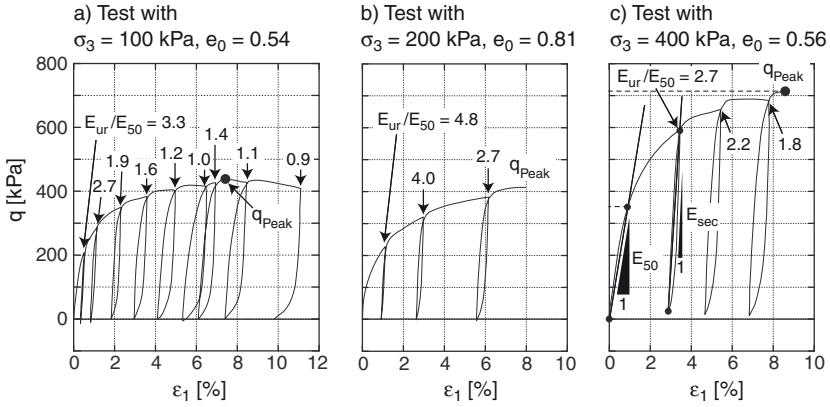 a) Test with
σ3 = 100 kPa, e0 = 0.54
b) Test with
σ3 = 200 kPa, e0 = 0.81
c) Test with
σ3 = 400 kPa, e0 = 0.56
q [kPa]
800
600
400
200
0
0 2 4 6 8 10 12
ε1 [%]
Eur/E50 = 3.3
2.7
1.9
1.6
1.2
1.0
1.4
1.1
0.9
qPeak
0 2 4 6 8 10
ε1 [%]
Eur/E50 = 4.8
4.0
2.7
qPeak
0 2 4 6 8 10
ε1 [%]
Eur/E50 = 2.7
qPeak
2.2
1.8
E50
1
Esec
1